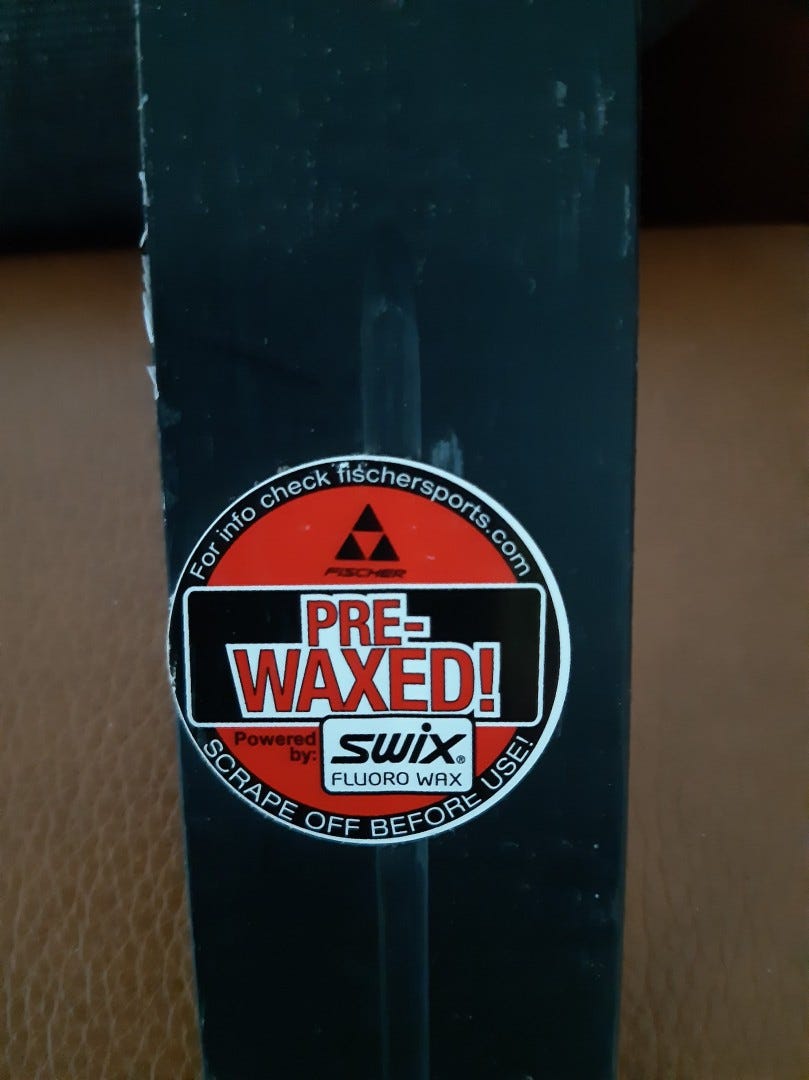 For info check fischersports.com
FISCHER
PRE-
WAXED!
Powered
by:
SWIX®
FLUORO WAX
SCRAPE OFF BEFORE USE!